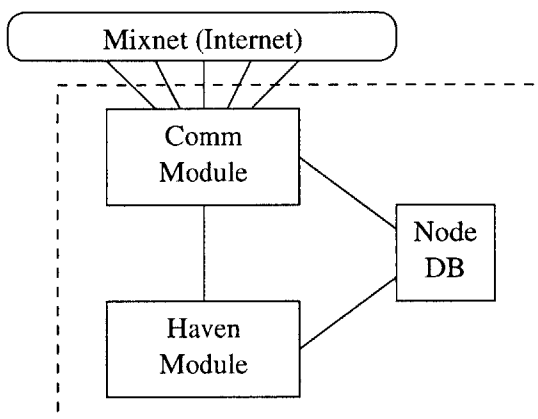 Mixnet (Internet)
Comm
Module
Node
DB
Haven
Module